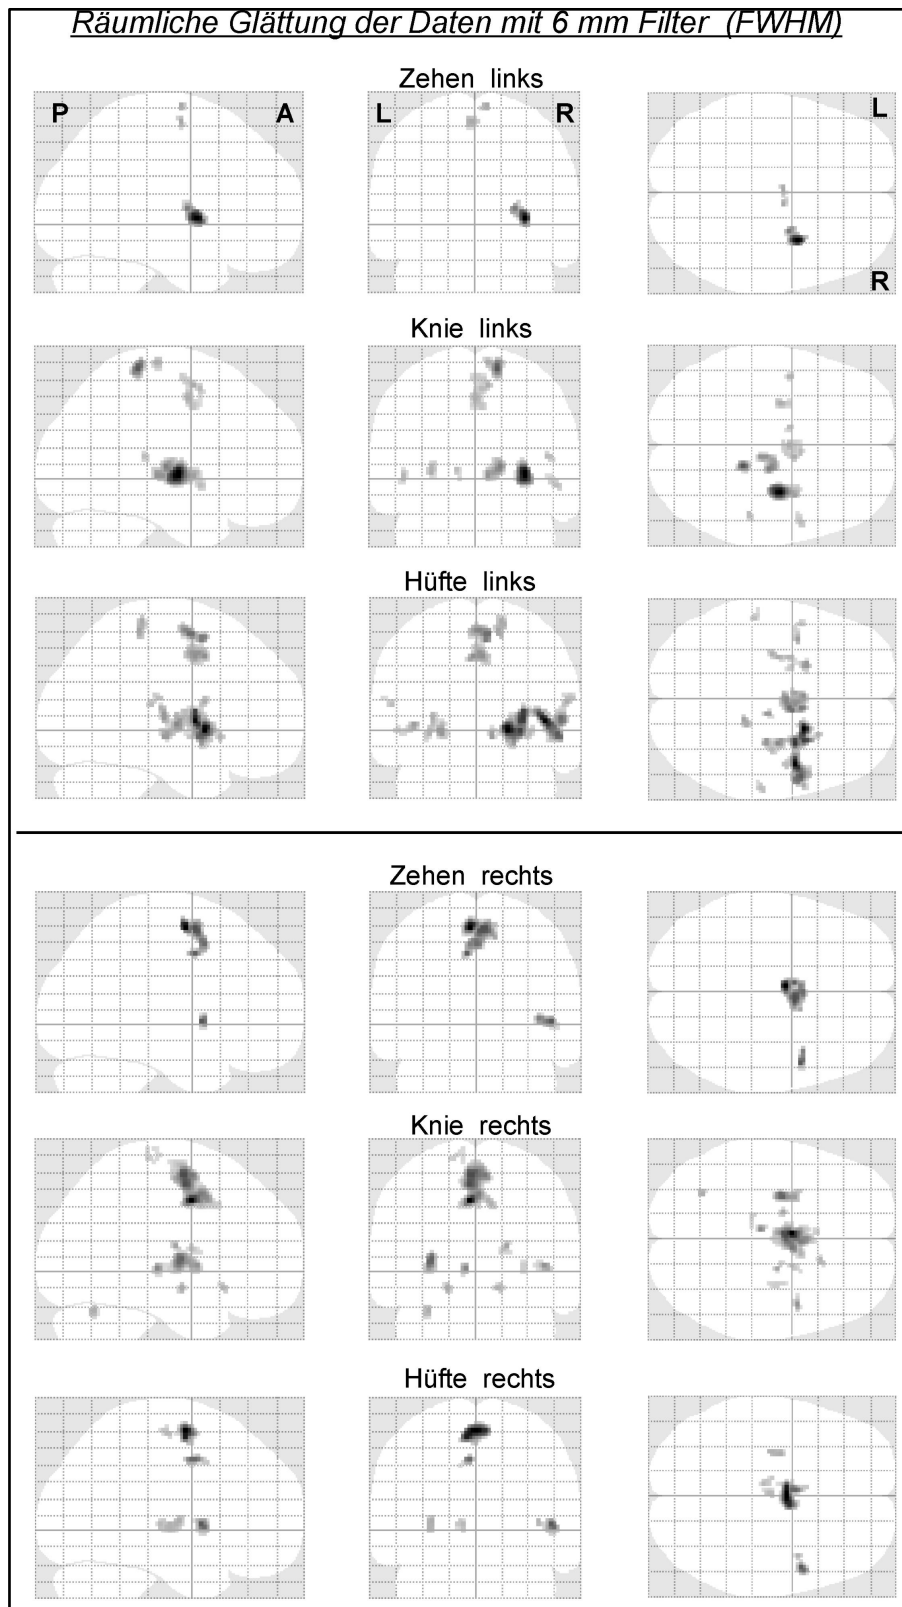 Räumliche Glättung der Daten mit 6 mm Filter (FWHM)
Zehen links
P A L R L
R
Knie links
Hüfte links
Zehen rechts
Knie rechts
Hüfte rechts